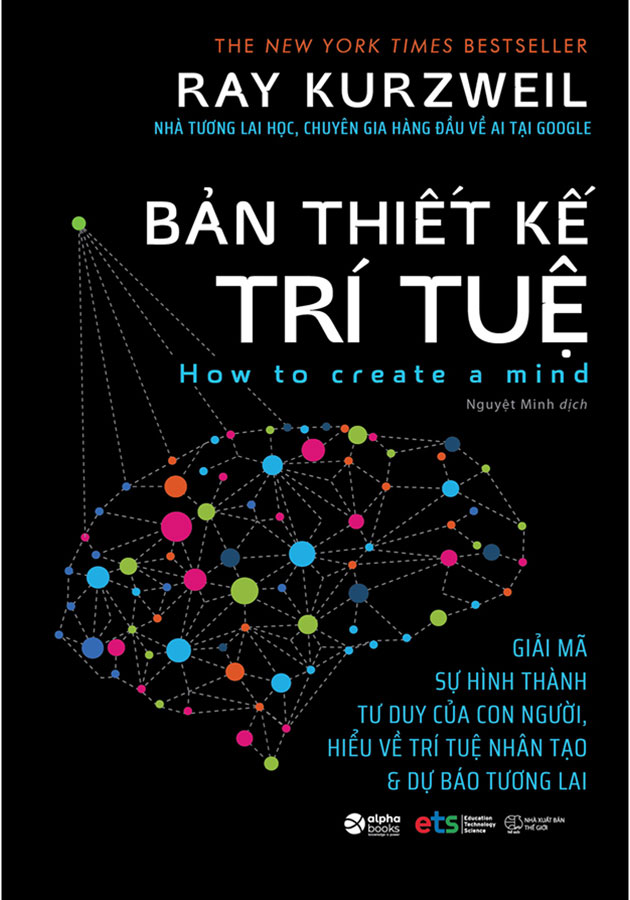 THE NEW YORK TIMES BESTSELLER
RAY KURZWEIL
NHÀ TƯƠNG LAI HỌC, CHUYÊN GIA HÀNG ĐẦU VỀ AI TẠI GOOGLE
BẢN THIẾT KẾ
TRÍ TUỆ
How to create a mind
Nguyệt Minh dịch
GIẢI MÃ
SỰ HÌNH THÀNH
TƯ DUY CỦA CON NGƯỜI,
HIỂU VỀ TRÍ TUỆ NHÂN TẠO
& DỰ BÁO TƯƠNG LAI
alpha
books
knowledge is power
ets
Education
Technology
Science
NHÀ XUẤT BẢN
THẾ GIỚI